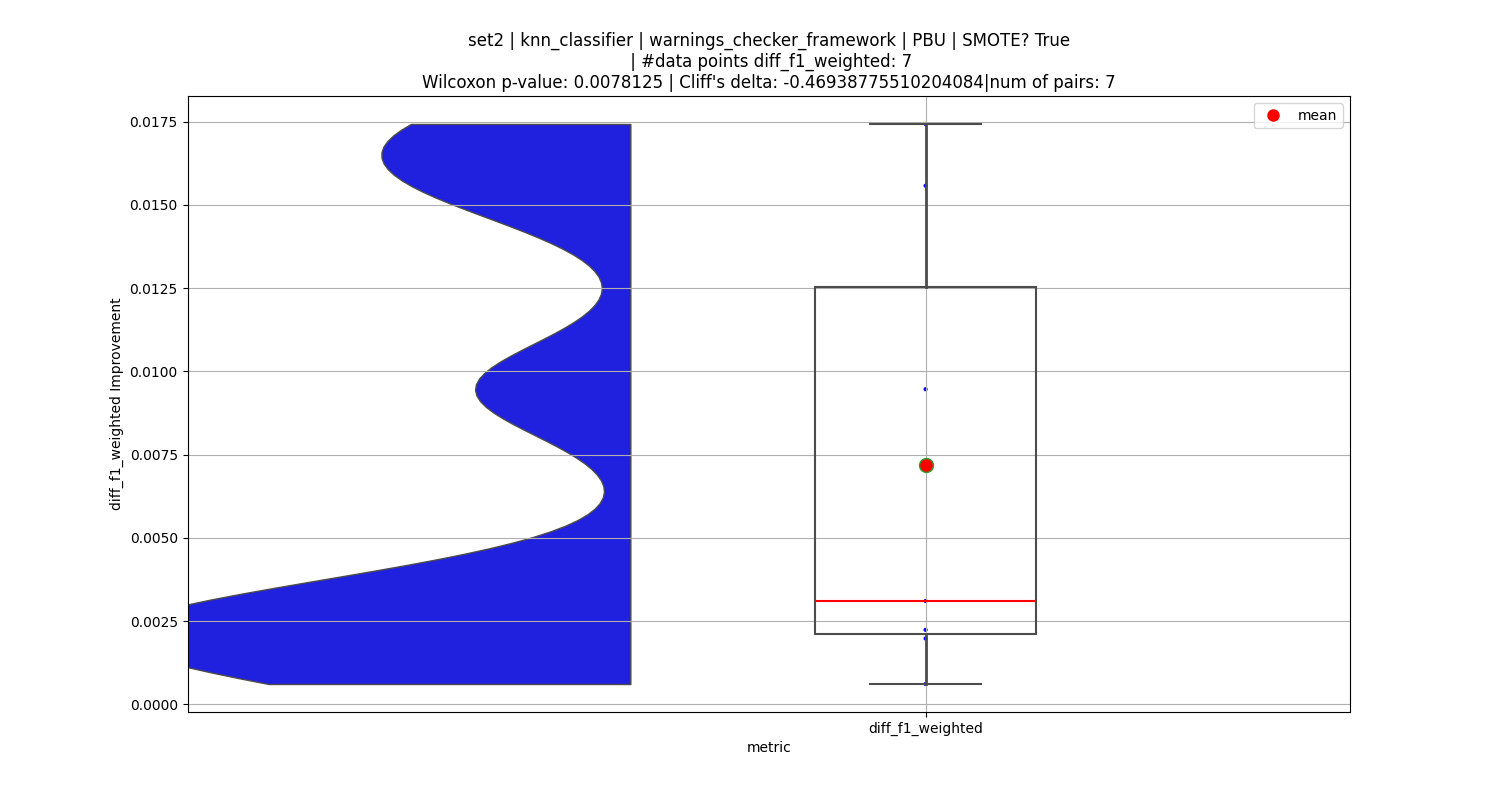 set2 | knn_classifier | warnings_checker_framework | PBU | SMOTE? True
| #data points diff_f1_weighted: 7
Wilcoxon p-value: 0.0078125 | Cliff's delta: -0.46938775510204084|num of pairs: 7
mean
0.0175
0.0150
0.0125
0.0100
0.0075
0.0050
0.0025
0.0000
diff_f1_weighted Improvement
diff_f1_weighted
metric